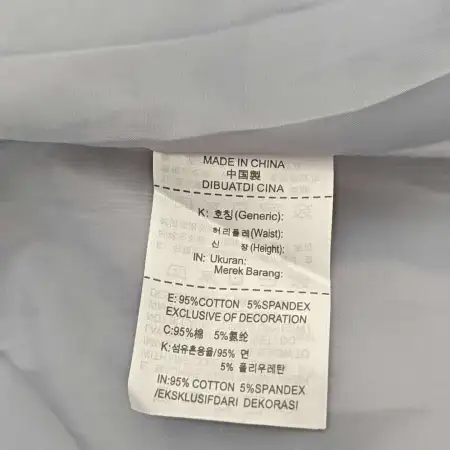 MADE IN CHINA
中国製
DIBUATDI CINA
K: 호칭(Generic):
허리둘레(Waist):
신 장(Height):
IN: Ukuran:
Merek Barang:
E: 95%COTTON 5%SPANDEX
EXCLUSIVE OF DECORATION
C:95%棉 5%氨纶
K:섬유혼용율/95% 면
5% 폴리우레탄
IN:95% COTTON 5%SPANDEX
/EKSKLUSIFDARI DEKORASI